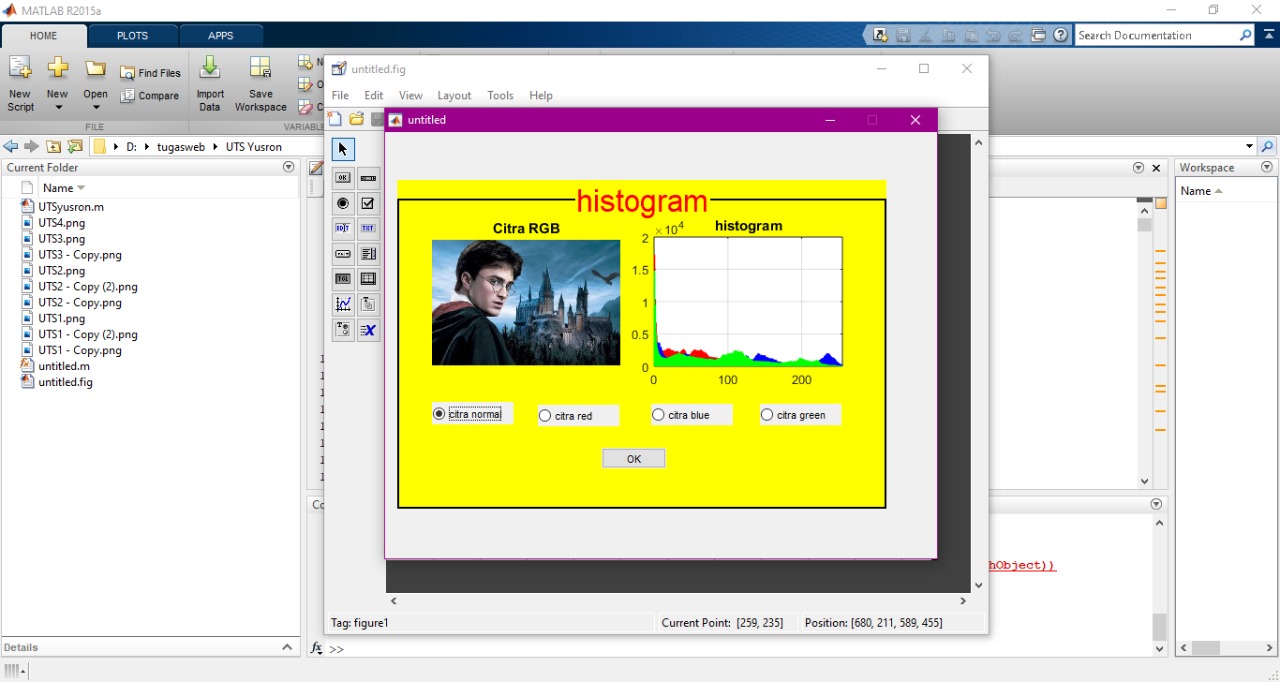 MATLAB R2015a
HOME PLOTS APPS
Search Documentation
New Script
New
Open
Find Files
Compare
Import Data
Save Workspace
FILE
VARIABLE
D: tugasweb UTS Yusron
Current Folder
Name
UTSyusron.m
UTS4.png
UTS3.png
UTS3 - Copy.png
UTS2.png
UTS2 - Copy (2).png
UTS2 - Copy.png
UTS1.png
UTS1 - Copy (2).png
UTS1 - Copy.png
untitled.m
untitled.fig
Details
untitled.fig
File Edit View Layout Tools Help
untitled
histogram
Citra RGB
histogram
×10^4
2
1.5
1
0.5
0
0 100 200
citra normal
citra red
citra blue
citra green
OK
Tag: figure1
Current Point: [259, 235]
Position: [680, 211, 589, 455]
hObject))
fx >>
Workspace
Name